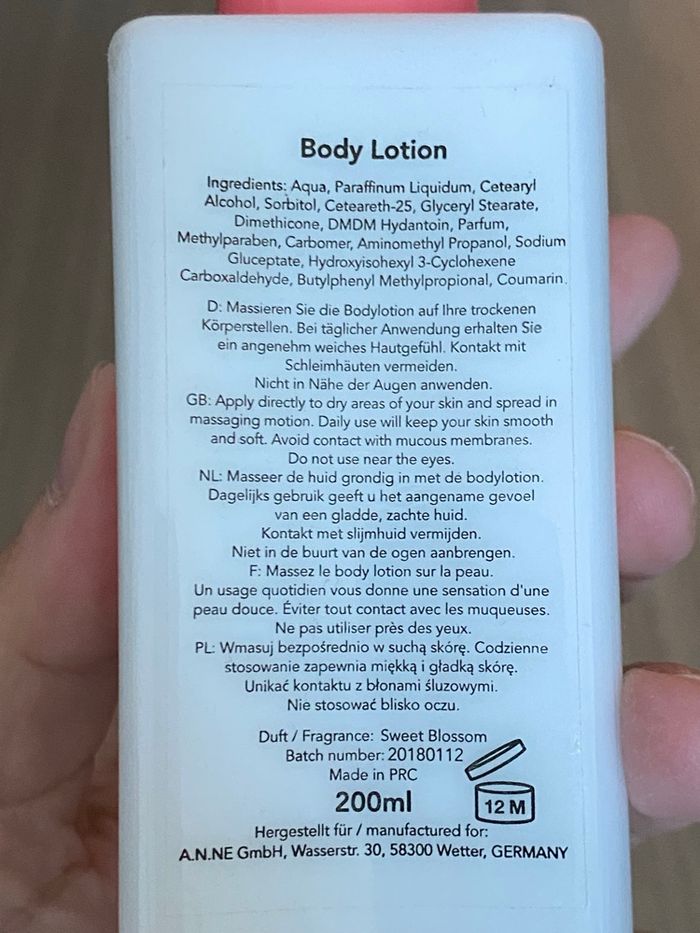 Body Lotion
Ingredients: Aqua, Paraffinum Liquidum, Cetearyl
Alcohol, Sorbitol, Ceteareth-25, Glyceryl Stearate,
Dimethicone, DMDM Hydantoin, Parfum,
Methylparaben, Carbomer, Aminomethyl Propanol, Sodium
Gluceptate, Hydroxyisohexyl 3-Cyclohexene
Carboxaldehyde, Butylphenyl Methylpropional, Coumarin.
D: Massieren Sie die Bodylotion auf Ihre trockenen
Körperstellen. Bei täglicher Anwendung erhalten Sie
ein angenehm weiches Hautgefühl. Kontakt mit
Schleimhäuten vermeiden.
Nicht in Nähe der Augen anwenden.
GB: Apply directly to dry areas of your skin and spread in
massaging motion. Daily use will keep your skin smooth
and soft. Avoid contact with mucous membranes.
Do not use near the eyes.
NL: Masseer de huid grondig in met de bodylotion.
Dagelijks gebruik geeft u het aangename gevoel
van een gladde, zachte huid.
Kontakt met slijmhuid vermijden.
Niet in de buurt van de ogen aanbrengen.
F: Massez le body lotion sur la peau.
Un usage quotidien vous donne une sensation d'une
peau douce. Éviter tout contact avec les muqueuses.
Ne pas utiliser près des yeux.
PL: Wmasuj bezpośrednio w suchą skórę. Codzienne
stosowanie zapewnia miękką i gładką skórę.
Unikać kontaktu z błonami śluzowymi.
Nie stosować blisko oczu.
Duft / Fragrance: Sweet Blossom
Batch number: 20180112
Made in PRC
200ml
12 M
Hergestellt für / manufactured for:
A.N.NE GmbH, Wasserstr. 30, 58300 Wetter, GERMANY